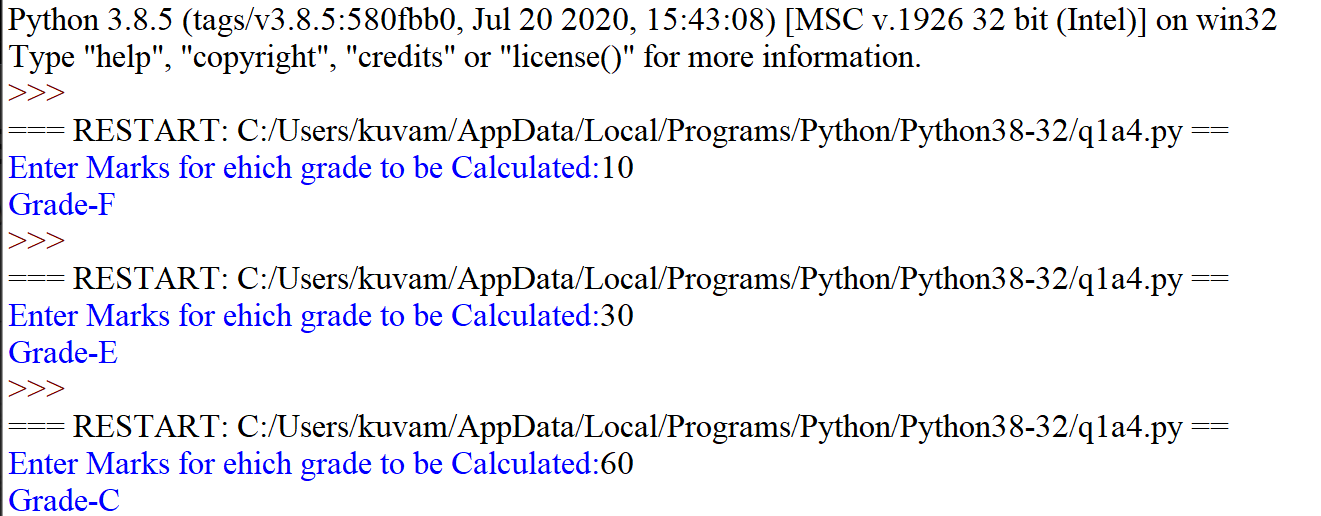 Python 3.8.5 (tags/v3.8.5:580fbb0, Jul 20 2020, 15:43:08) [MSC v.1926 32 bit (Intel)] on win32
Type "help", "copyright", "credits" or "license()" for more information.
>>>
=== RESTART: C:/Users/kuvam/AppData/Local/Programs/Python/Python38-32/q1a4.py ==
Enter Marks for ehich grade to be Calculated:10
Grade-F
>>>
=== RESTART: C:/Users/kuvam/AppData/Local/Programs/Python/Python38-32/q1a4.py ==
Enter Marks for ehich grade to be Calculated:30
Grade-E
>>>
=== RESTART: C:/Users/kuvam/AppData/Local/Programs/Python/Python38-32/q1a4.py ==
Enter Marks for ehich grade to be Calculated:60
Grade-C